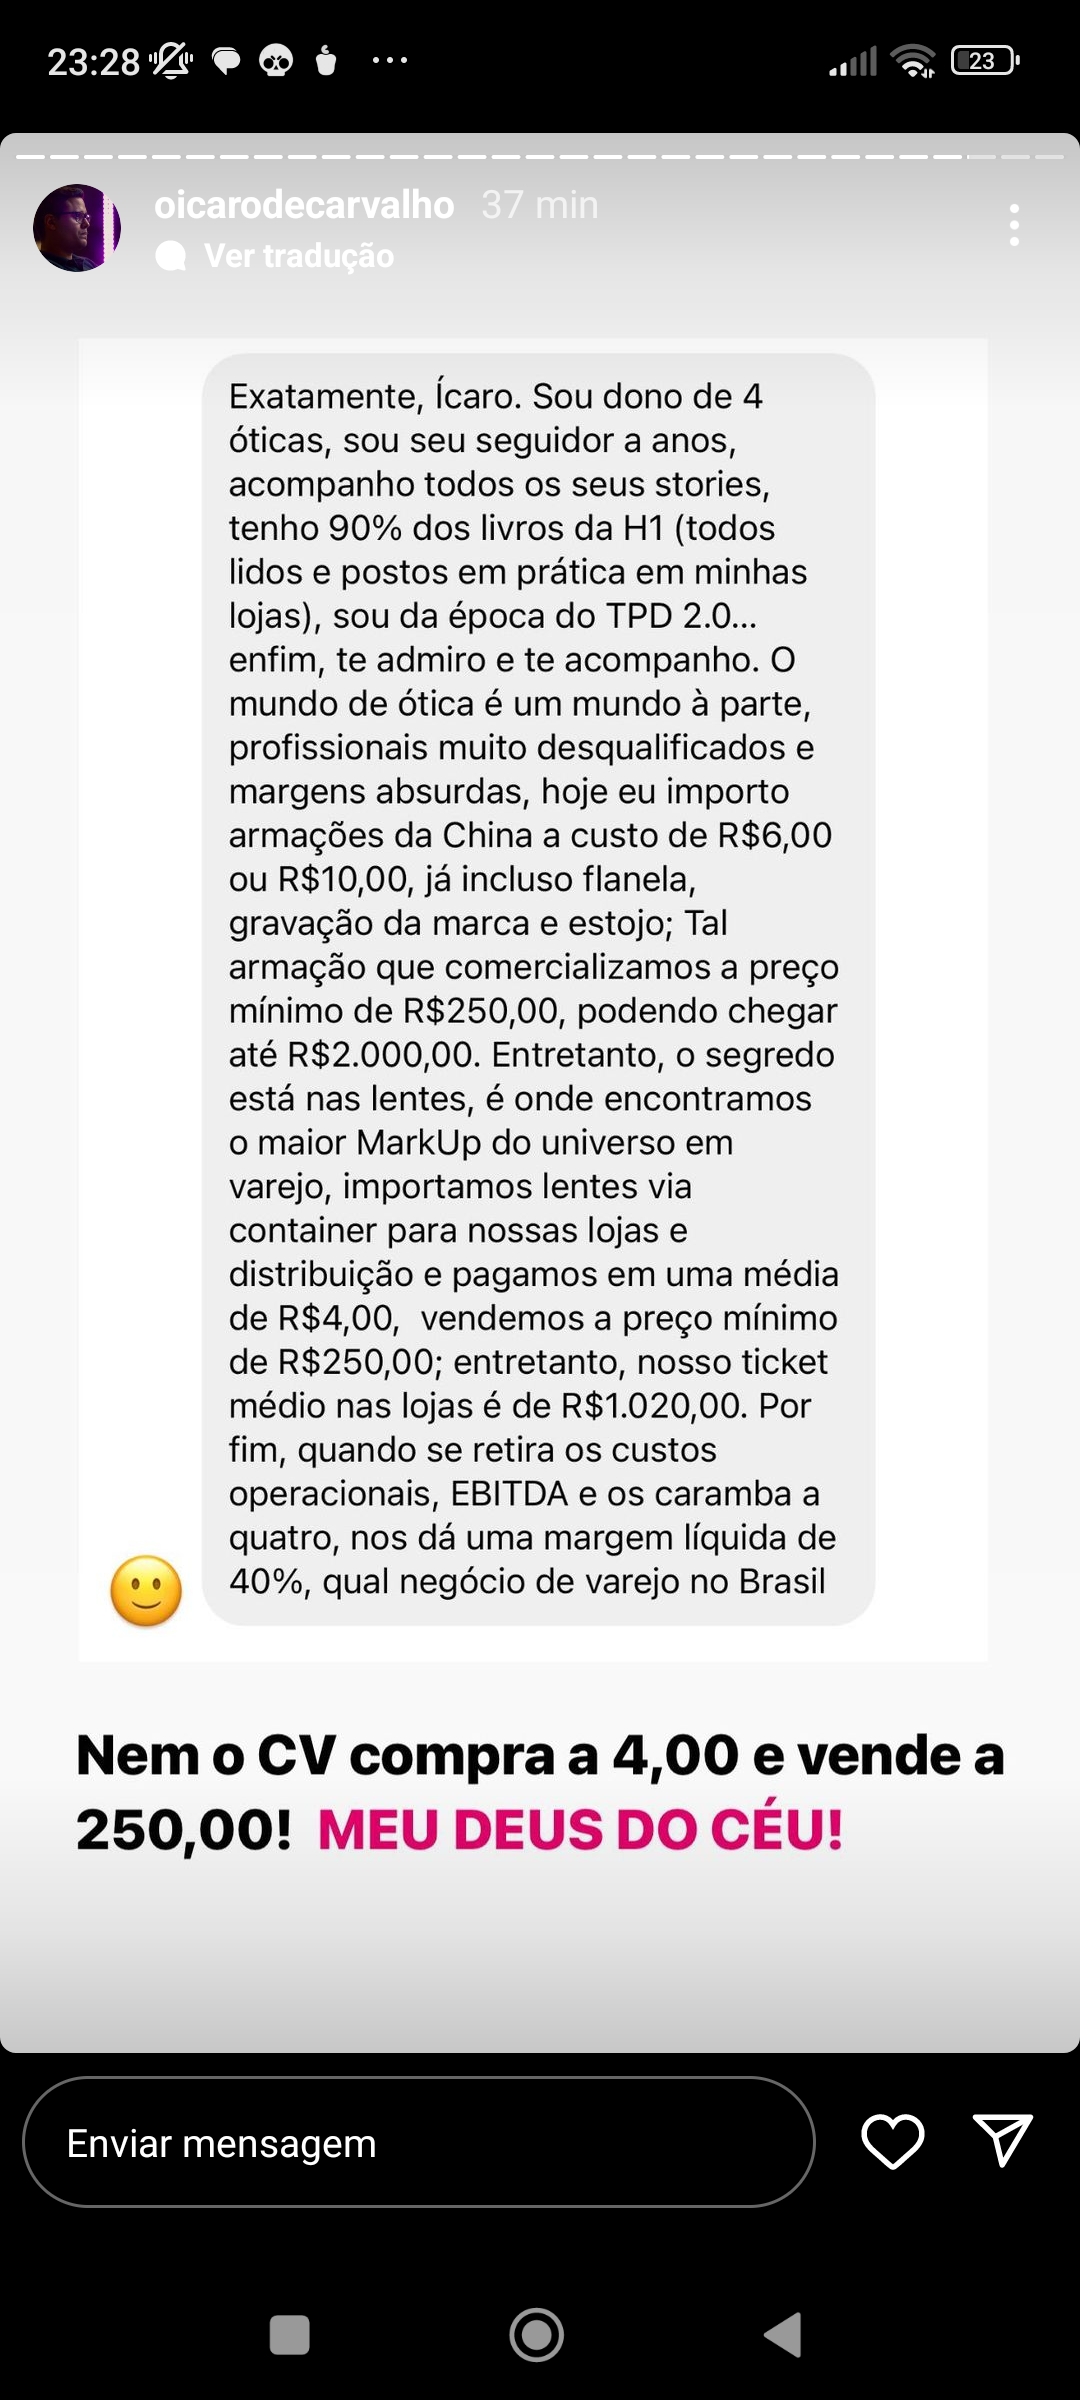 23:28
23
oicarodecarvalho 37 min
Ver tradução
Exatamente, Ícaro. Sou dono de 4
óticas, sou seu seguidor a anos,
acompanho todos os seus stories,
tenho 90% dos livros da H1 (todos
lidos e postos em prática em minhas
lojas), sou da época do TPD 2.0...
enfim, te admiro e te acompanho. O
mundo de ótica é um mundo à parte,
profissionais muito desqualificados e
margens absurdas, hoje eu importo
armações da China a custo de R$6,00
ou R$10,00, já incluso flanela,
gravação da marca e estojo; Tal
armação que comercializamos a preço
mínimo de R$250,00, podendo chegar
até R$2.000,00. Entretanto, o segredo
está nas lentes, é onde encontramos
o maior MarkUp do universo em
varejo, importamos lentes via
container para nossas lojas e
distribuição e pagamos em uma média
de R$4,00,  vendemos a preço mínimo
de R$250,00; entretanto, nosso ticket
médio nas lojas é de R$1.020,00. Por
fim, quando se retira os custos
operacionais, EBITDA e os caramba a
quatro, nos dá uma margem líquida de
40%, qual negócio de varejo no Brasil
Nem o CV compra a 4,00 e vende a
250,00! MEU DEUS DO CÉU!
Enviar mensagem